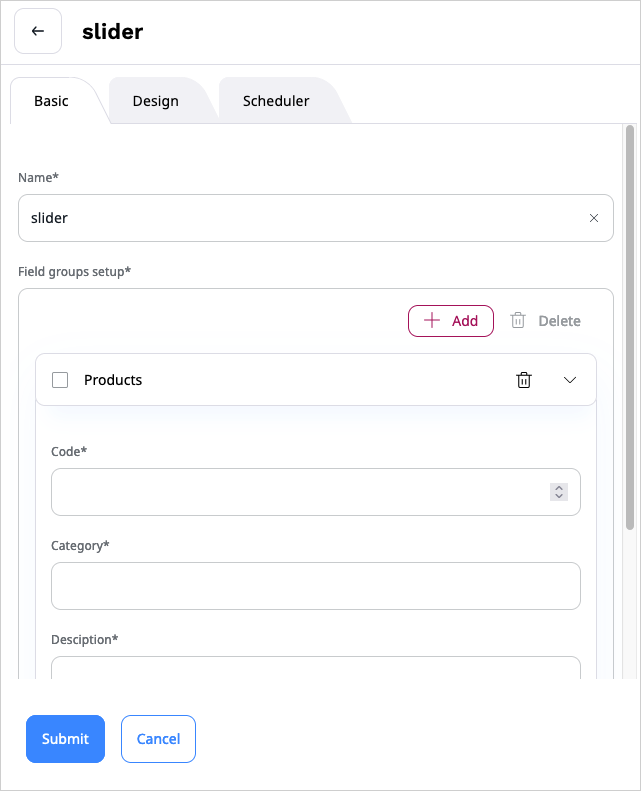 slider
Basic
Design
Scheduler
Name*
slider
Field groups setup*
Add
Delete
Products
Code*
Category*
Desciption*
Submit
Cancel